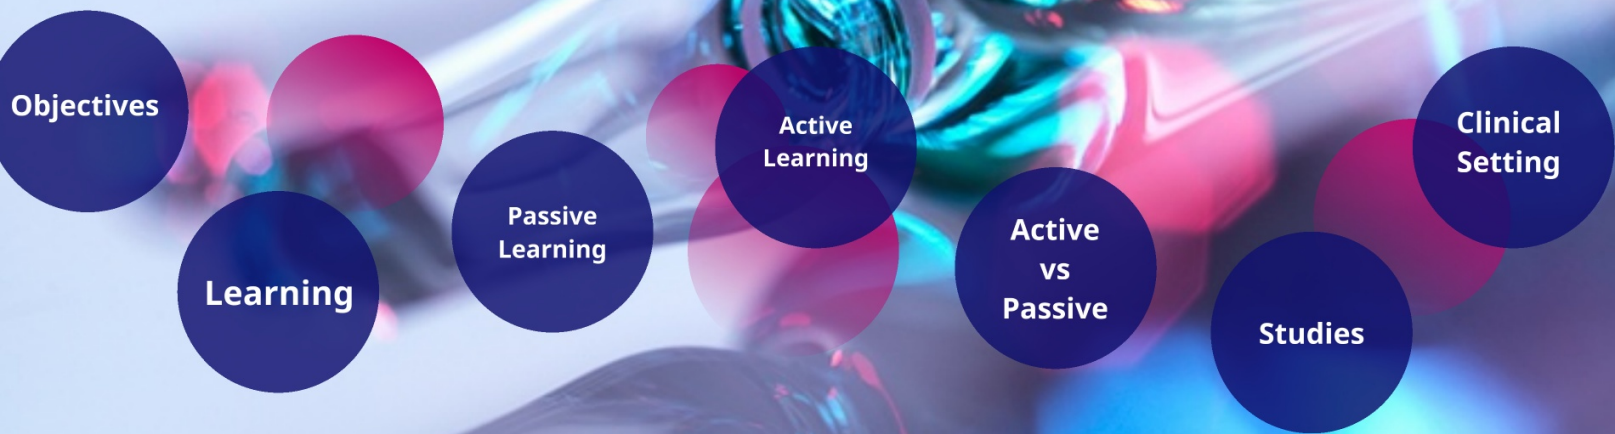 Objectives
Learning
Passive
Learning
Active
Learning
Active
vs
Passive
Studies
Clinical
Setting